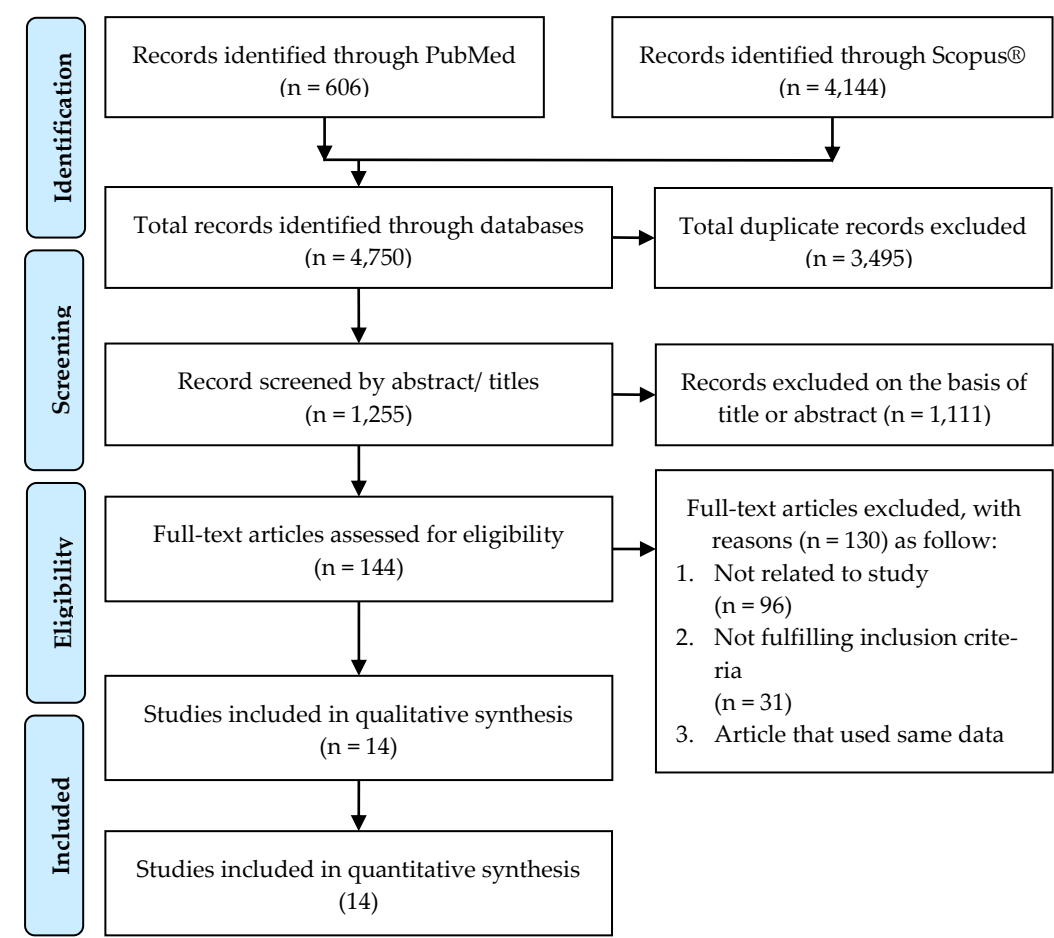 Identification
Records identified through PubMed
(n = 606)
Records identified through Scopus®
(n = 4,144)
Total records identified through databases
(n = 4,750)
Total duplicate records excluded
(n = 3,495)
Screening
Record screened by abstract/ titles
(n = 1,255)
Records excluded on the basis of
title or abstract (n = 1,111)
Eligibility
Full-text articles assessed for eligibility
(n = 144)
Full-text articles excluded, with
reasons (n = 130) as follow:
1. Not related to study
(n = 96)
2. Not fulfilling inclusion crite-
ria
(n = 31)
3. Article that used same data
Included
Studies included in qualitative synthesis
(n = 14)
Studies included in quantitative synthesis
(14)